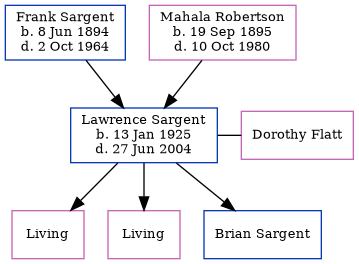 Frank Sargent
b. 8 Jun 1894
d. 2 Oct 1964
Mahala Robertson
b. 19 Sep 1895
d. 10 Oct 1980
Lawrence Sargent
b. 13 Jan 1925
d. 27 Jun 2004
Dorothy Flatt
Living
Living
Brian Sargent